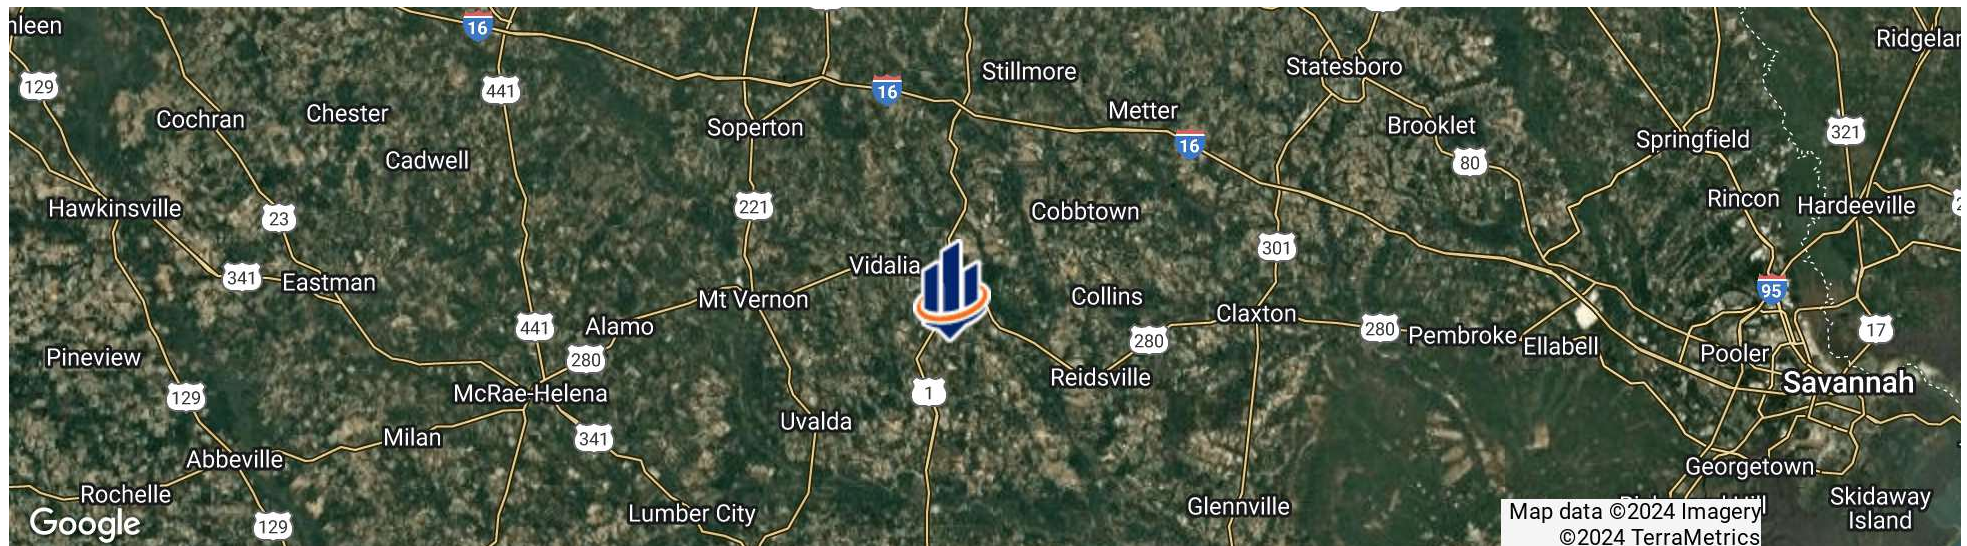 hleen
16
Ridgelar
129
441
Stillmore
Statesboro
16
Cochran
Chester
Soperton
Metter
Brooklet
321
Springfield
16
Cadwell
80
Hawkinsville
23
221
Cobbtown
Rincon
Hardeeville
301
341
Eastman
Vidalia
Mt Vernon
Collins
Claxton
95
441
Alamo
280
280
Pembroke
17
Pineview
280
Ellabell
Pooler
Reidsville
Savannah
McRae-Helena
129
1
Uvalda
Milan
341
Abbeville
Georgetown
Rochelle
Lumber City
Glennville
Skidaway
Island
Google
129
Map data ©2024 Imagery
©2024 TerraMetrics